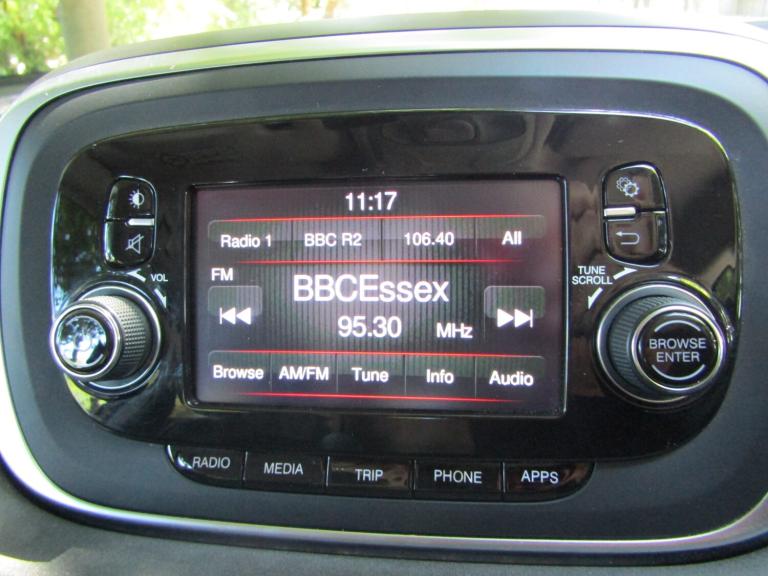 11:17
Radio 1 BBC R2 106.40 All
FM
BBCEssex
95.30 MHz
Browse AM/FM Tune Info Audio
VOL
TUNE
SCROLL
BROWSE
ENTER
RADIO MEDIA TRIP PHONE APPS